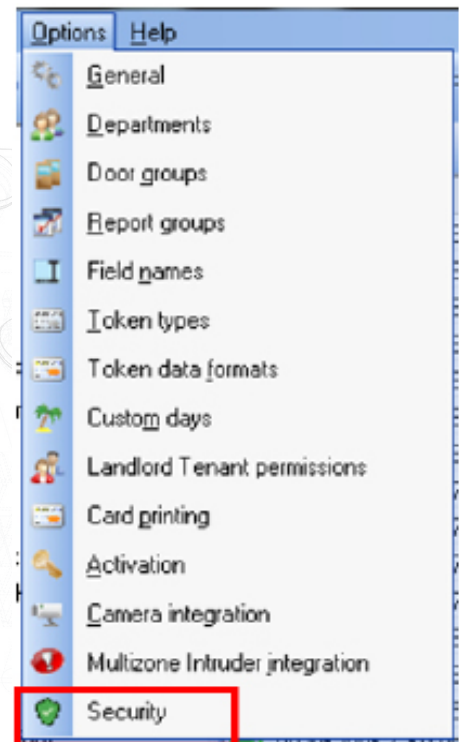 Options Help
General
Departments
Door groups
Report groups
Field names
Token types
Token data formats
Custom days
Landlord Tenant permissions
Card printing
Activation
Camera integration
Multizone Intruder integration
Security